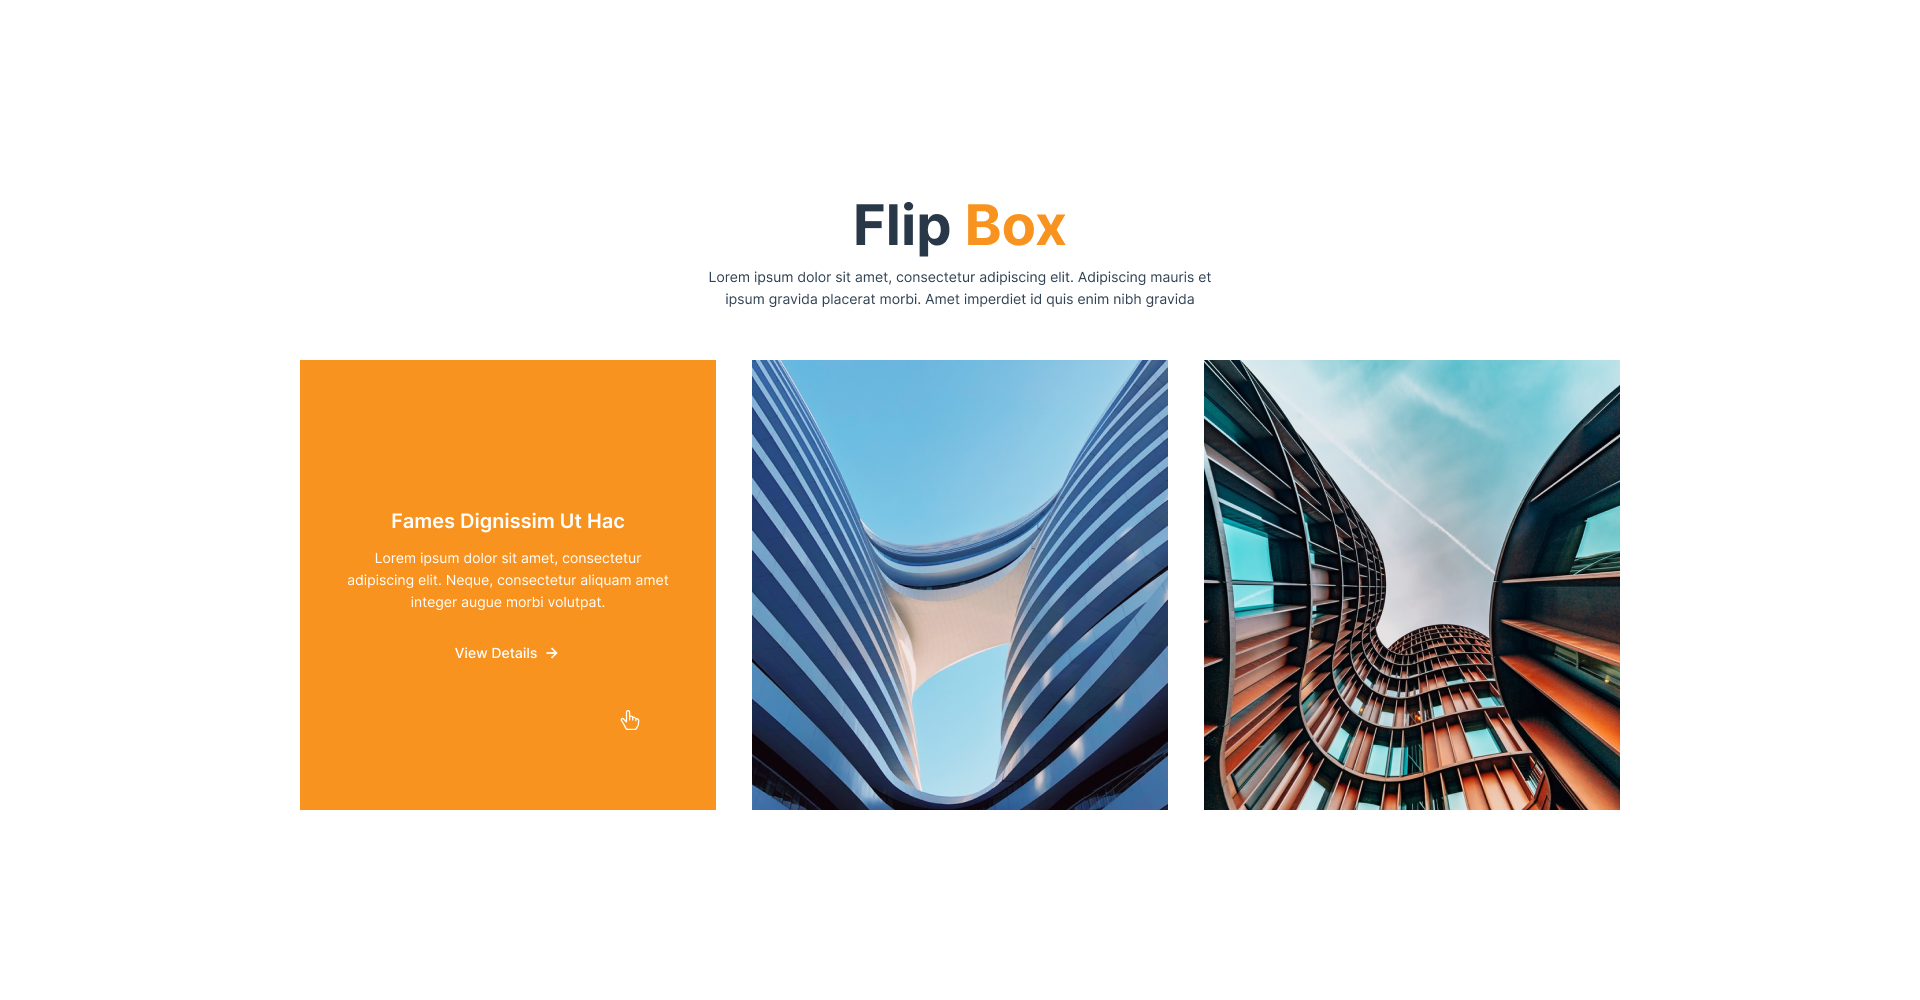 Flip Box
Lorem ipsum dolor sit amet, consectetur adipiscing elit. Adipiscing mauris et
ipsum gravida placerat morbi. Amet imperdiet id quis enim nibh gravida
Fames Dignissim Ut Hac
Lorem ipsum dolor sit amet, consectetur
adipiscing elit. Neque, consectetur aliquam amet
integer augue morbi volutpat.
View Details →